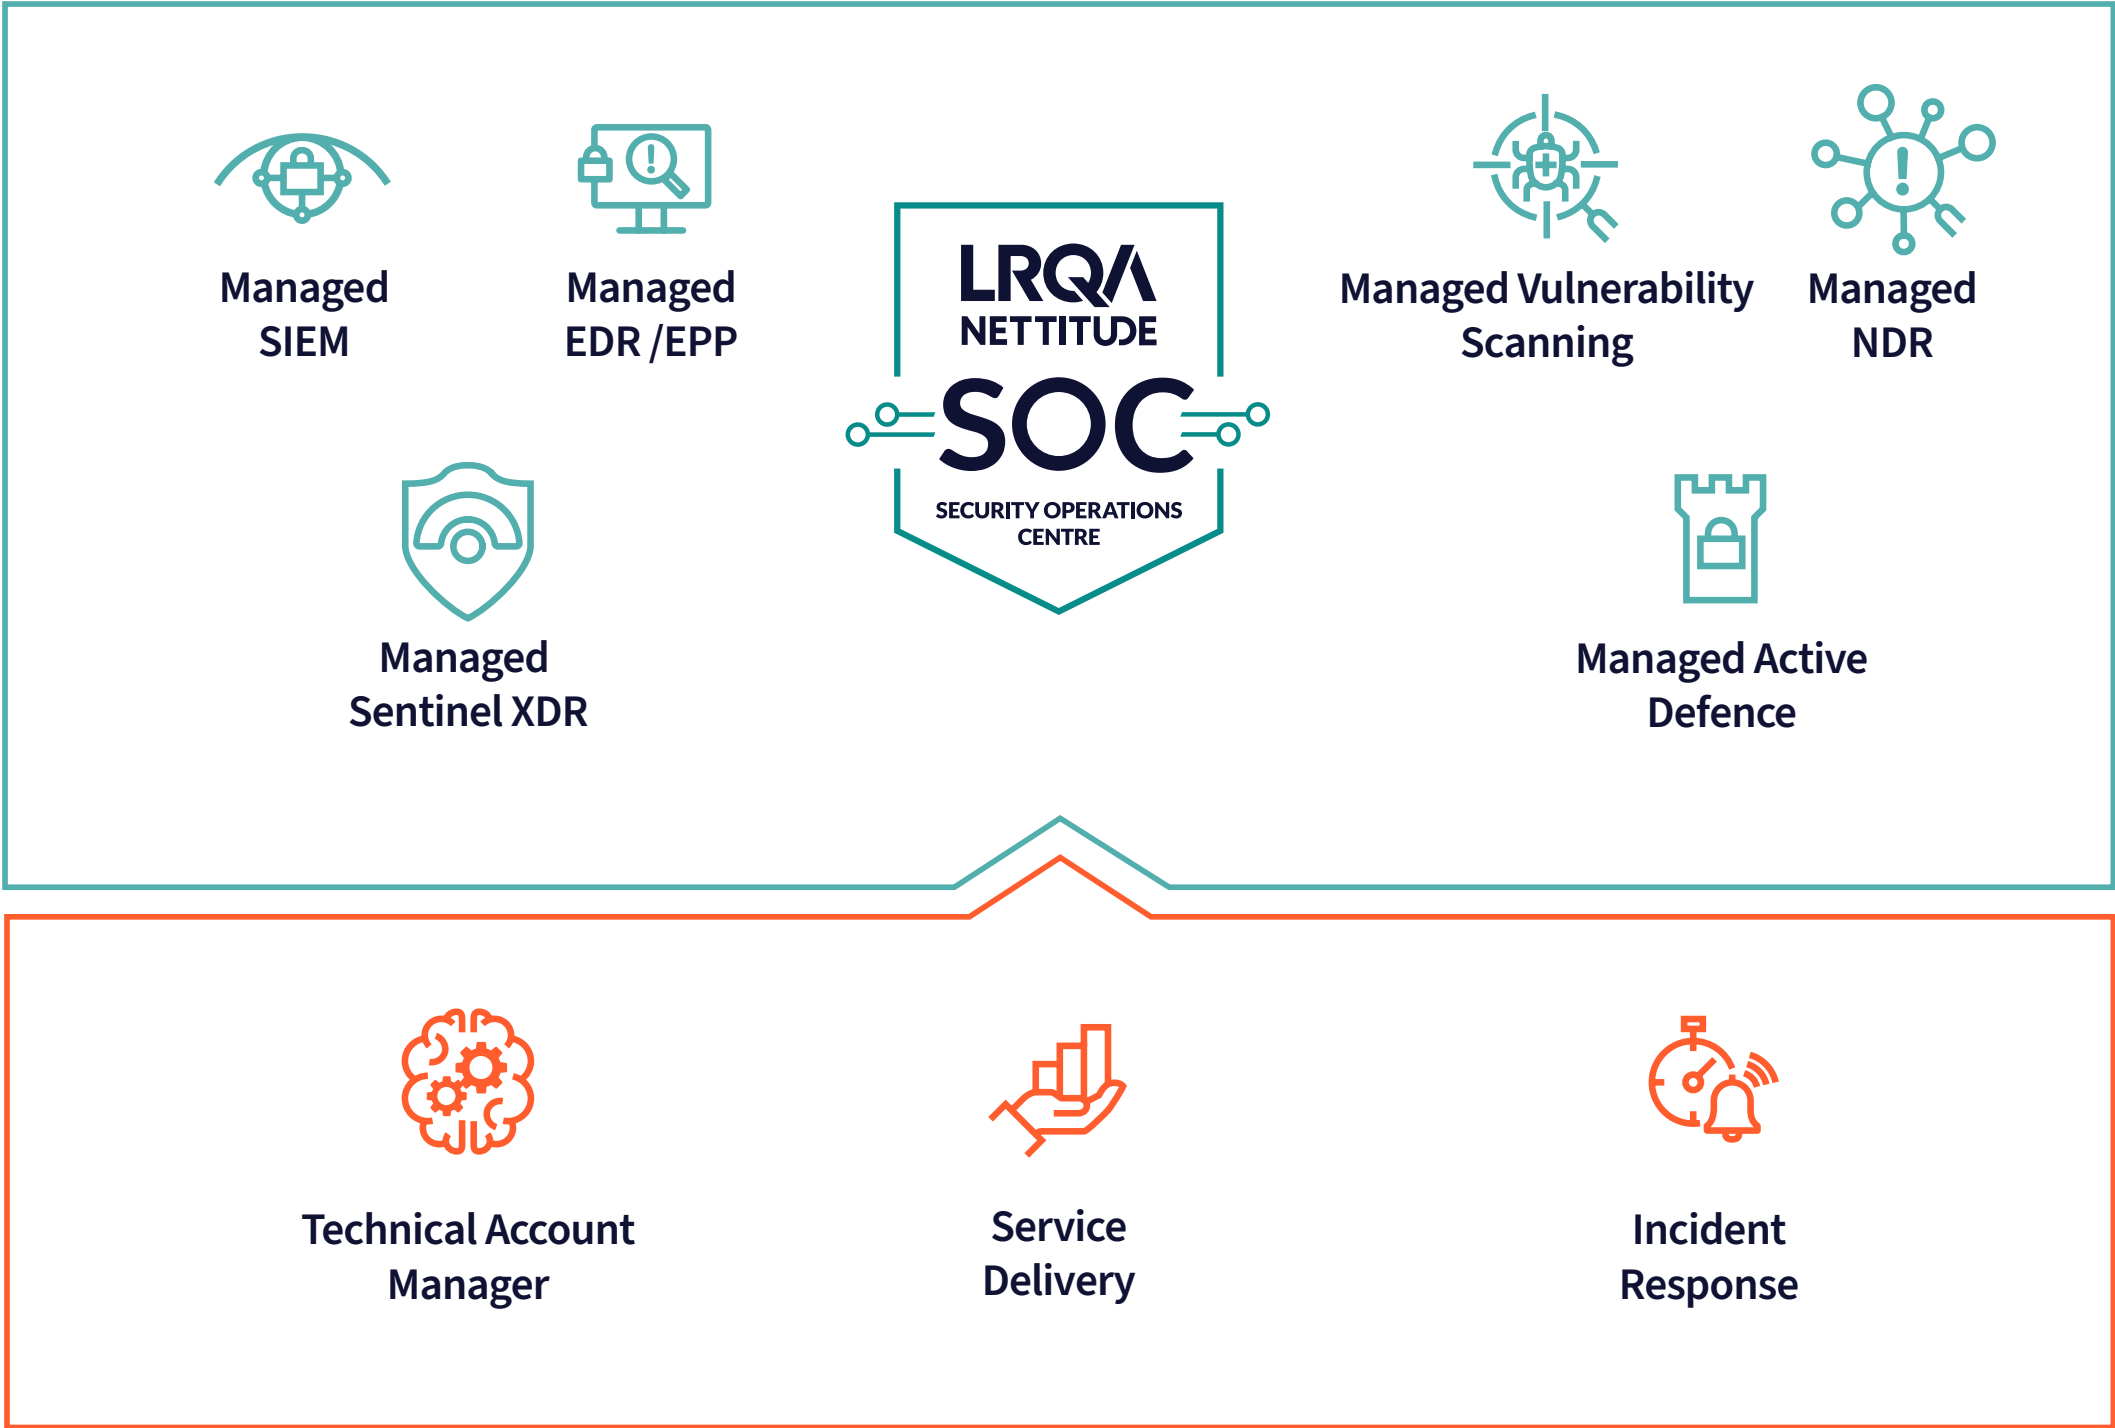 Managed
SIEM
Managed
EDR /EPP
LRQA
NETTITUDE
SOC
SECURITY OPERATIONS
CENTRE
Managed Vulnerability
Scanning
Managed
NDR
Managed
Sentinel XDR
Managed Active
Defence
Technical Account
Manager
Service
Delivery
Incident
Response